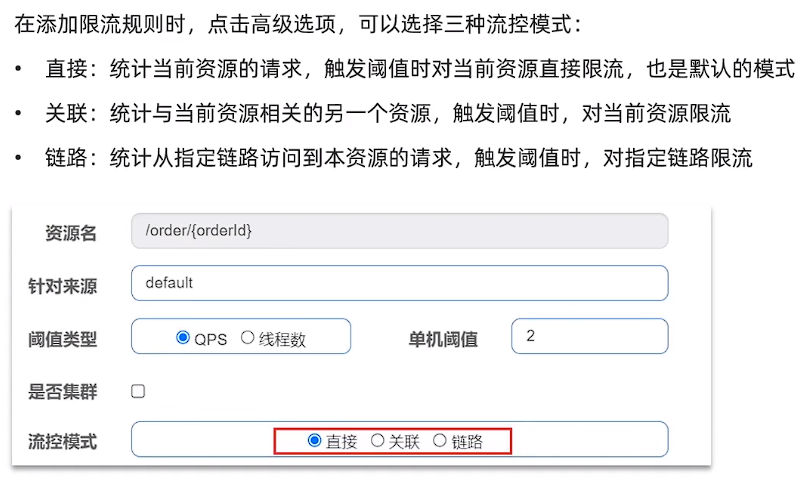 在添加限流规则时，点击高级选项，可以选择三种流控模式：
• 直接：统计当前资源的请求，触发阈值时对当前资源直接限流，也是默认的模式
• 关联：统计与当前资源相关的另一个资源，触发阈值时，对当前资源限流
• 链路：统计从指定链路访问到本资源的请求，触发阈值时，对指定链路限流
资源名 /order/{orderId}
针对来源 default
阈值类型 QPS 线程数 单机阈值 2
是否集群
流控模式 直接 关联 链路